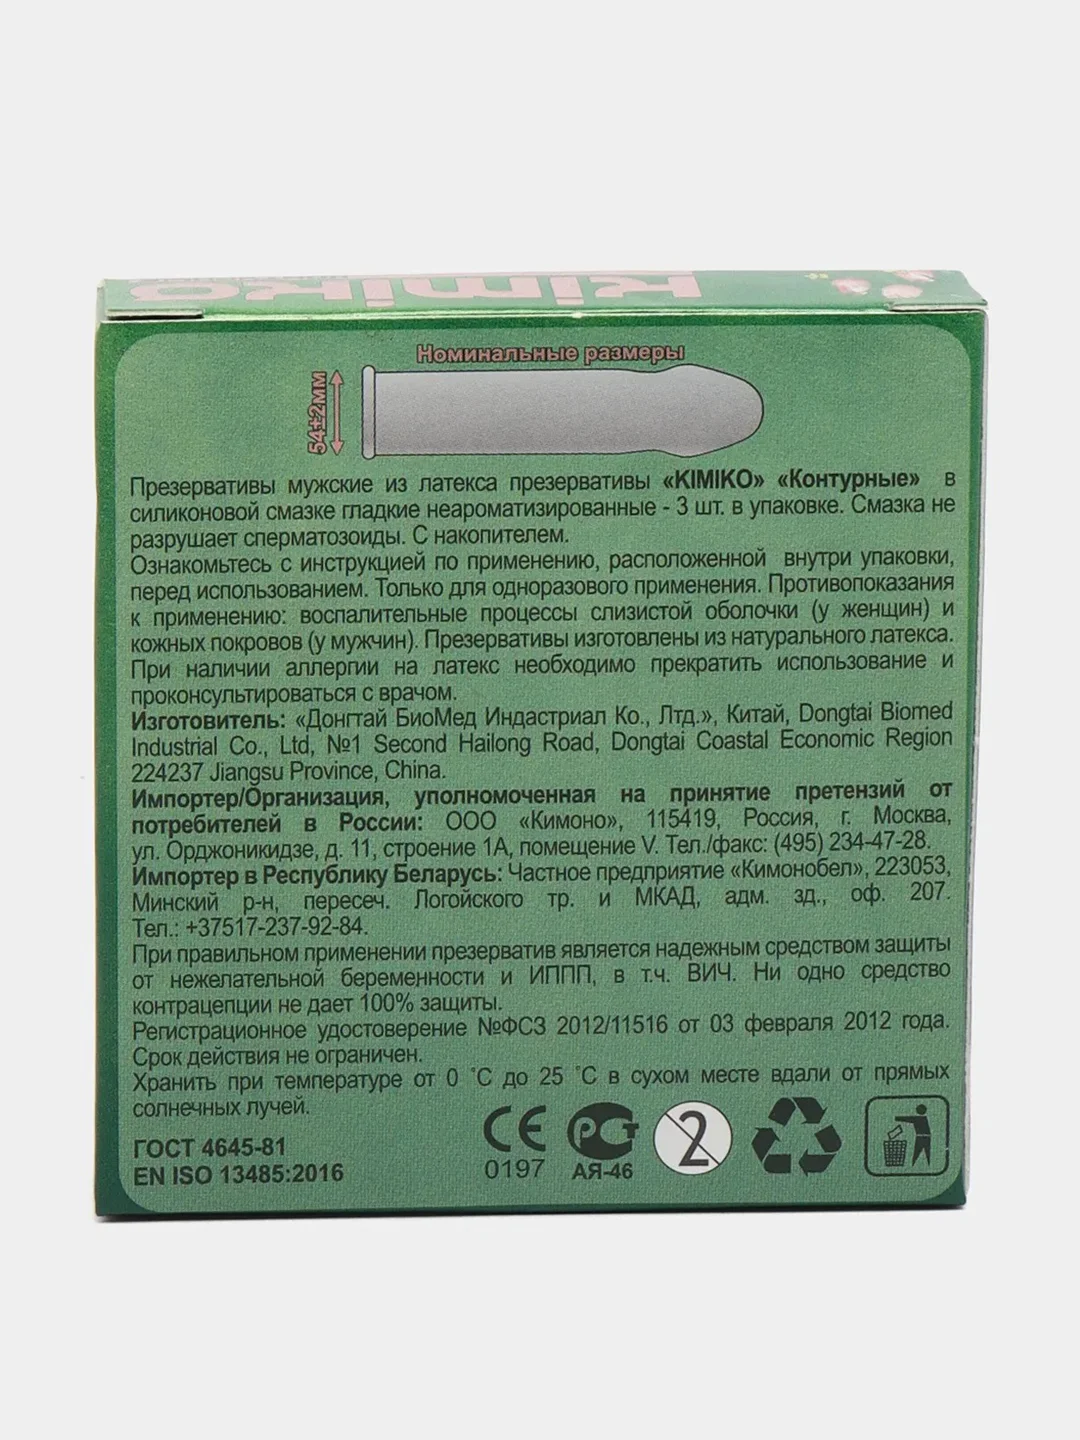 Kimiko
Номинальные размеры
54±2мм
Презервативы мужские из латекса презервативы «KIMIKO» «Контурные» в
силиконовой смазке гладкие неароматизированные - 3 шт. в упаковке. Смазка не
разрушает сперматозоиды. С накопителем.
Ознакомьтесь с инструкцией по применению, расположенной внутри упаковки,
перед использованием. Только для одноразового применения. Противопоказания
к применению: воспалительные процессы слизистой оболочки (у женщин) и
кожных покровов (у мужчин). Презервативы изготовлены из натурального латекса.
При наличии аллергии на латекс необходимо прекратить использование и
проконсультироваться с врачом.
Изготовитель: «Донгтай БиоМед Индастриал Ко., Лтд.», Китай, Dongtai Biomed
Industrial Co., Ltd, №1 Second Hailong Road, Dongtai Coastal Economic Region
224237 Jiangsu Province, China.
Импортер/Организация, уполномоченная на принятие претензий от
потребителей в России: ООО «Кимоно», 115419, Россия, г. Москва,
ул. Орджоникидзе, д. 11, строение 1А, помещение V. Тел./факс: (495) 234-47-28.
Импортер в Республику Беларусь: Частное предприятие «Кимонобел», 223053,
Минский р-н, пересеч. Логойского тр. и МКАД, адм. зд., оф. 207.
Тел.: +37517-237-92-84.
При правильном применении презерватив является надежным средством защиты
от нежелательной беременности и ИППП, в т.ч. ВИЧ. Ни одно средство
контрацепции не дает 100% защиты.
Регистрационное удостоверение №ФСЗ 2012/11516 от 03 февраля 2012 года.
Срок действия не ограничен.
Хранить при температуре от 0 °С до 25 °С в сухом месте вдали от прямых
солнечных лучей.
ГОСТ 4645-81
EN ISO 13485:2016
CE
0197
РСТ
АЯ-46
2